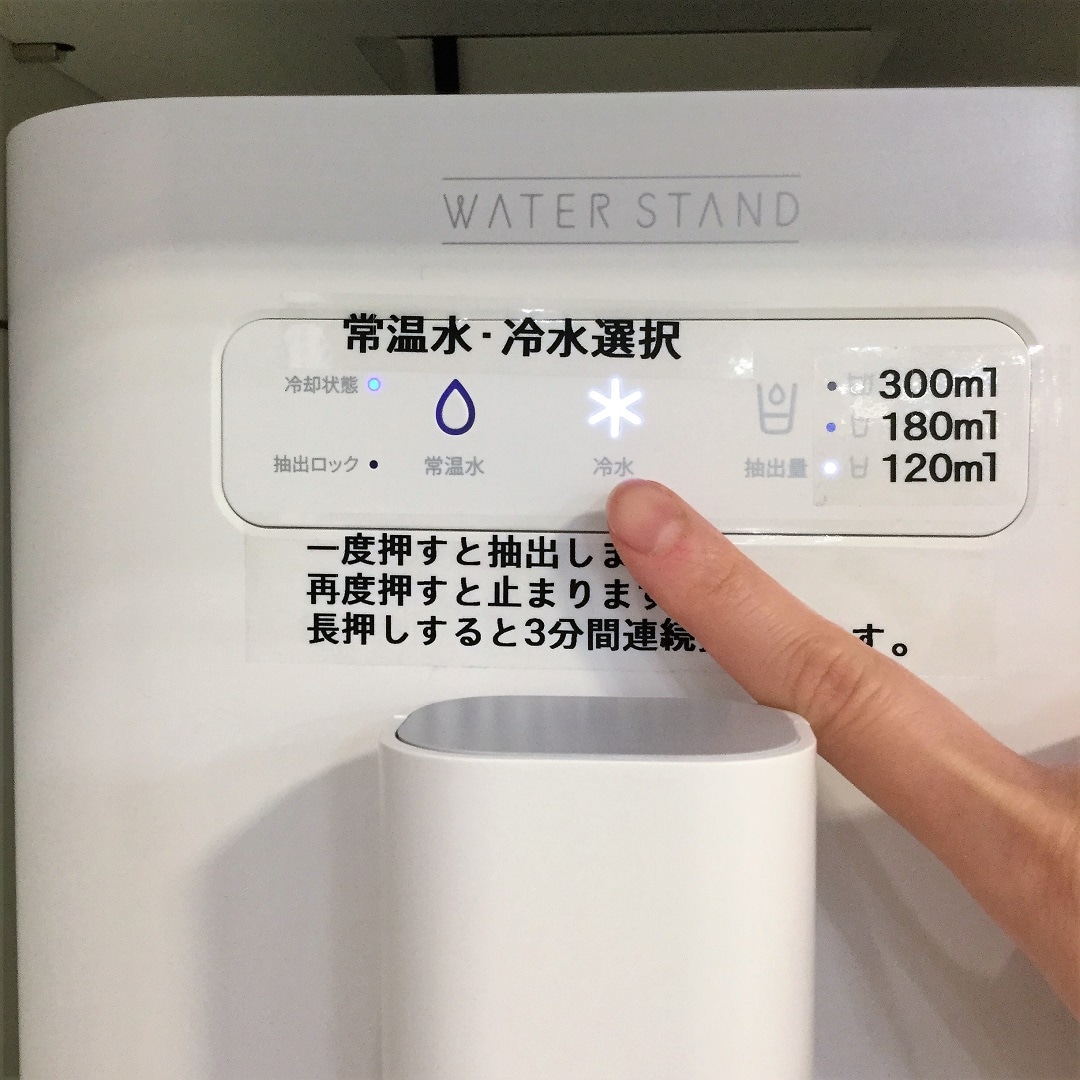 WATER STAND
常温水・冷水選択
冷却状態
300ml
180ml
抽出ロック
常温水
冷水
抽出量
120ml
一度押すと抽出しま
再度押すと止まります
長押しすると3分間連続
す。